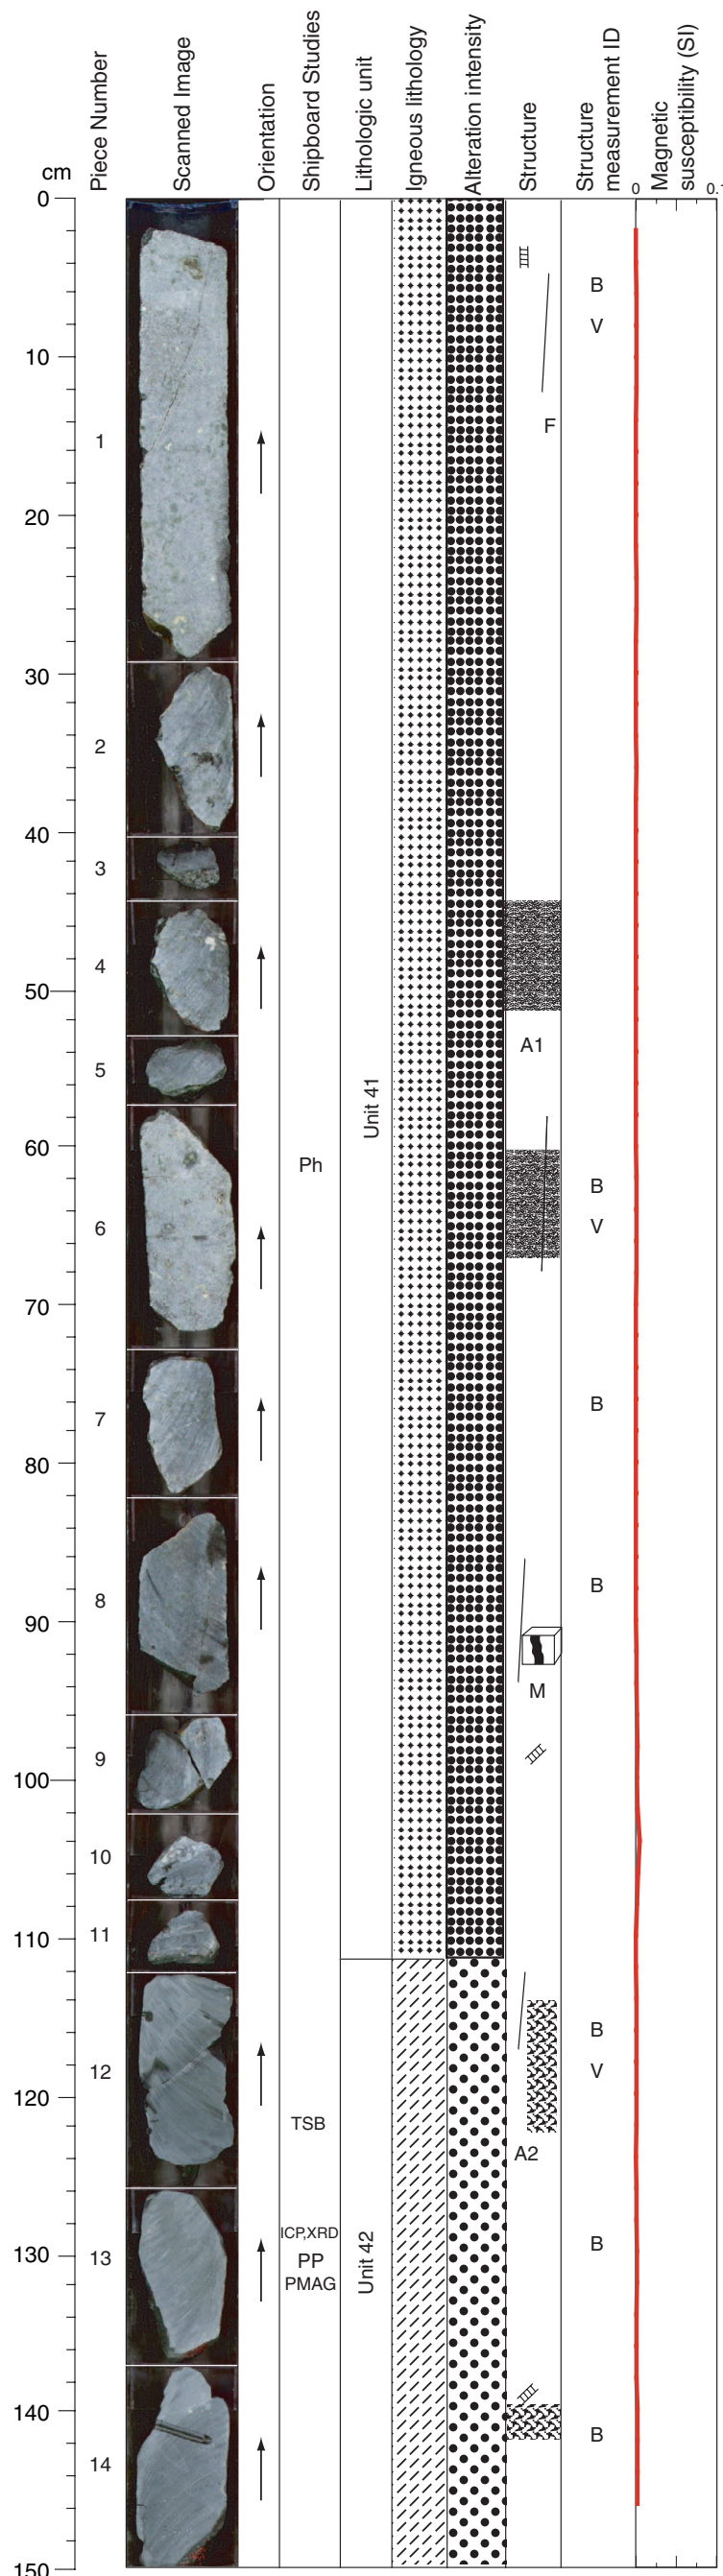 cm
Piece Number
Scanned Image
Orientation
Shipboard Studies
Lithologic unit
Igneous lithology
Alteration intensity
Structure
Structure
measurement ID
Magnetic
susceptibility (SI)
0 0.
0
B
V
10
F
1
20
30
2
40
3
4
50
A1
5
Unit 41
60
Ph
B
6
V
70
B
7
80
B
8
90
M
9
100
10
11
110
B
12
V
120
TSB
A2
ICP,XRD
B
130
13
PP
PMAG
Unit 42
140
B
14
150